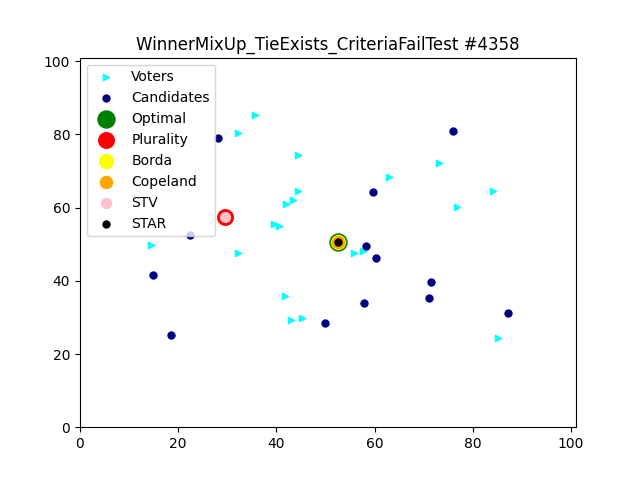 WinnerMixUp_TieExists_CriteriaFailTest #4358
100
80
60
40
20
0
Voters
Candidates
Optimal
Plurality
Borda
Copeland
STV
STAR
0 20 40 60 80 100